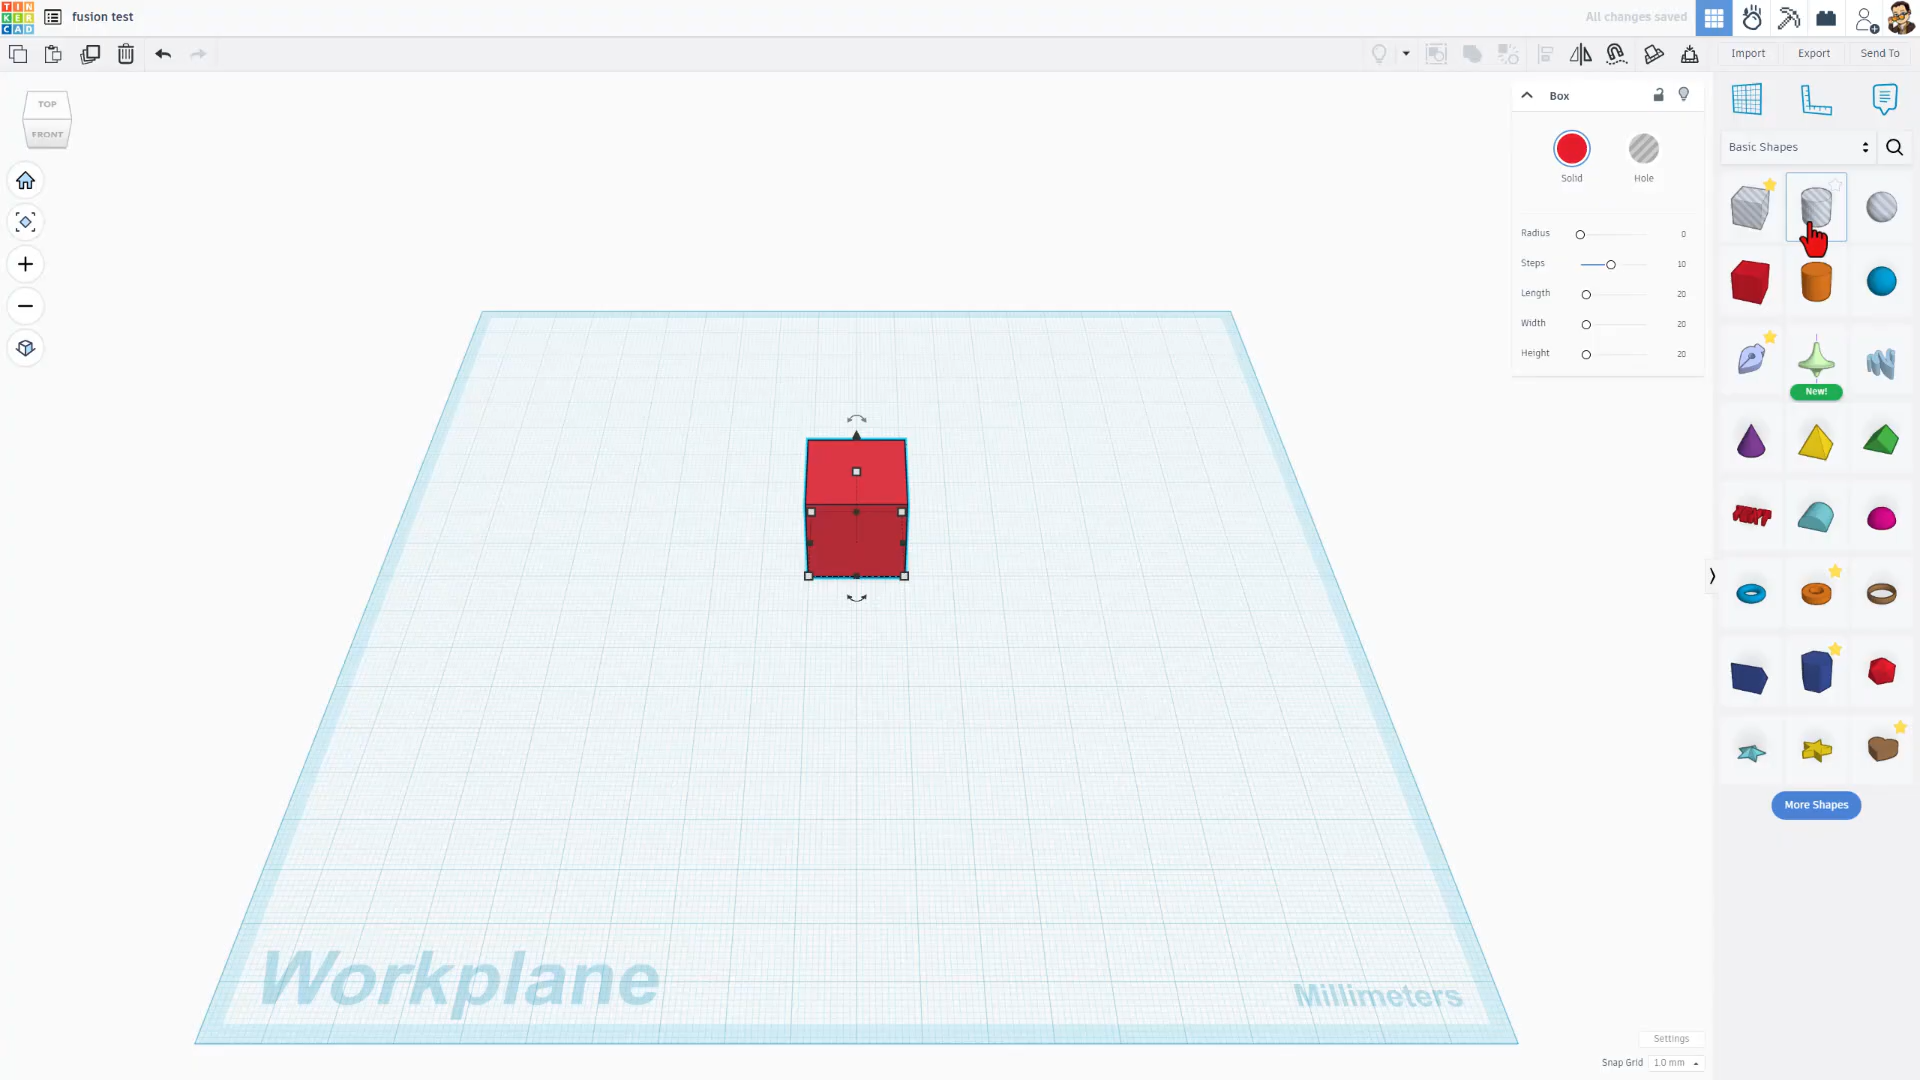 TIN
KER
CAD
fusion test
All changes saved
Import
Export
Send To
TOP
FRONT
Box
Solid
Hole
Radius
0
Steps
10
Length
20
Width
20
Height
20
Basic Shapes
New!
TEXT
More Shapes
Workplane
Millimeters
Settings
Snap Grid
1.0 mm